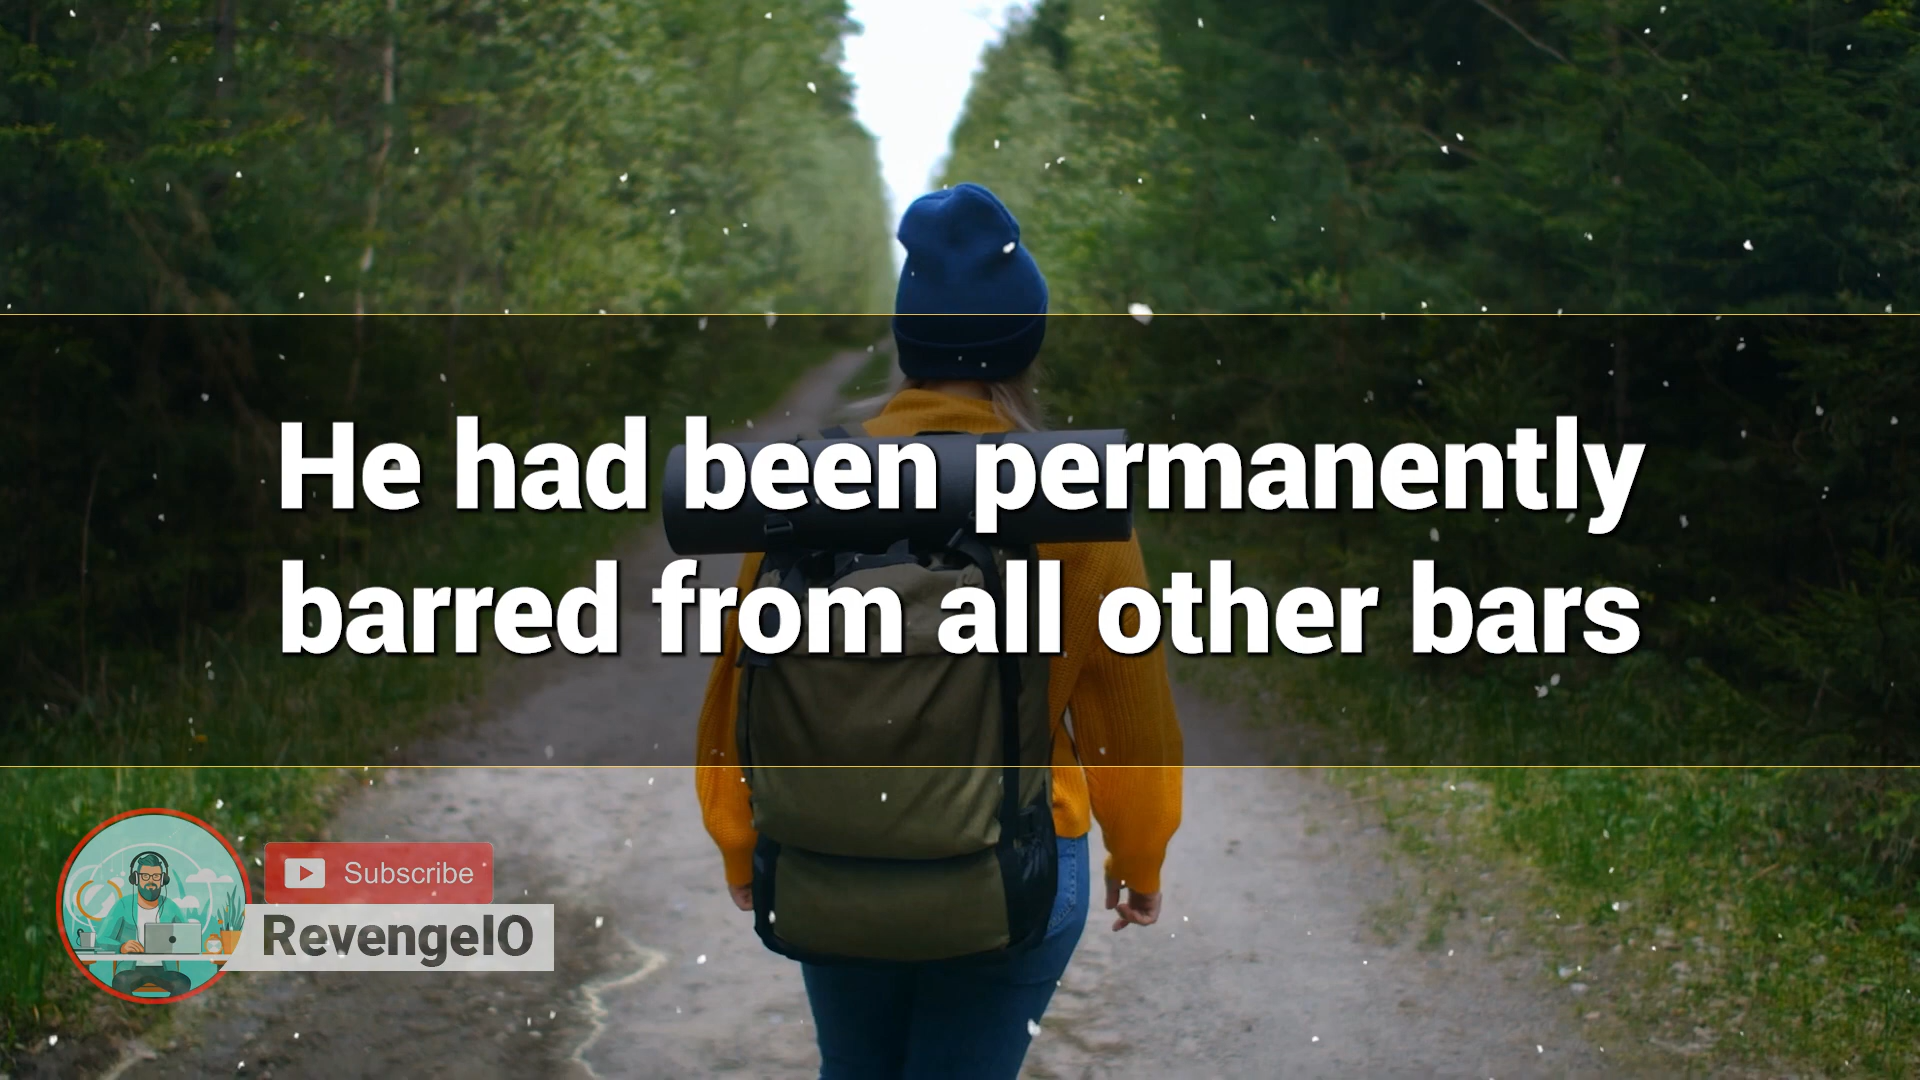 He had been permanently
barred from all other bars
Subscribe
RevengeIO